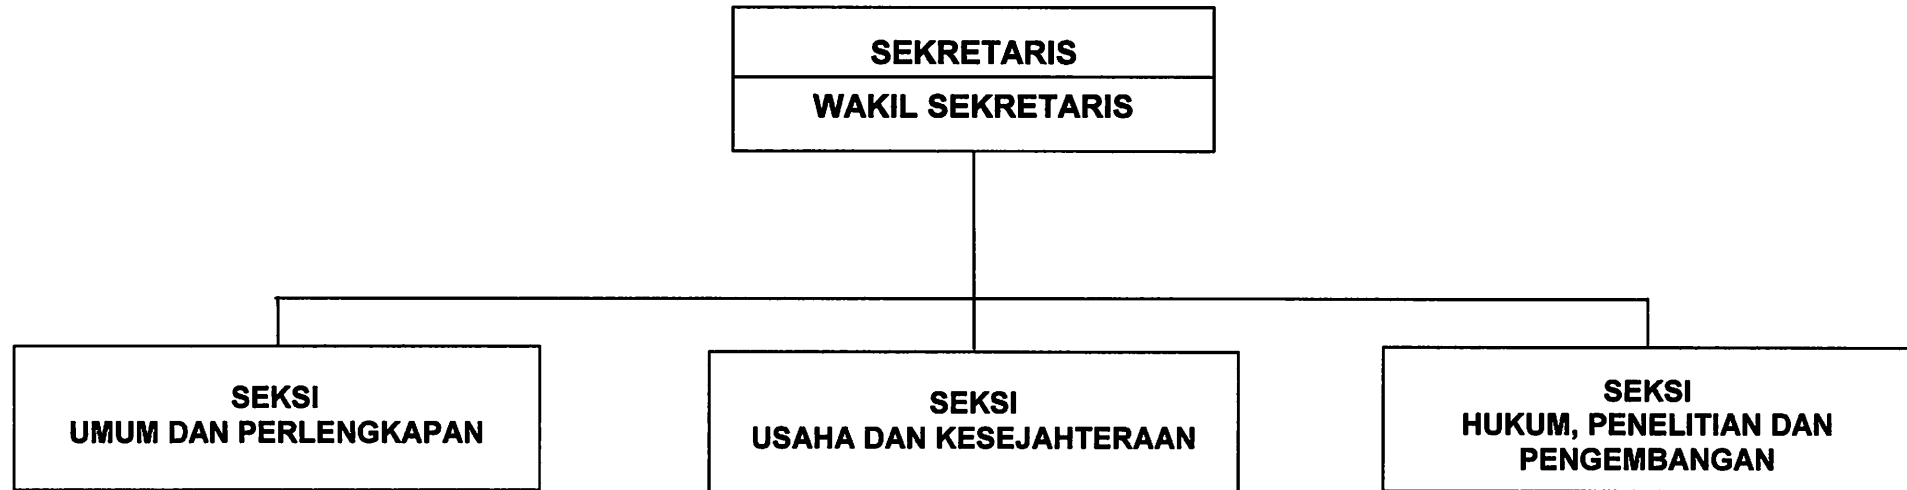 SEKRETARIS
WAKIL SEKRETARIS
SEKSI
UMUM DAN PERLENGKAPAN
SEKSI
USAHA DAN KESEJAHTERAAN
SEKSI
HUKUM, PENELITIAN DAN
PENGEMBANGAN